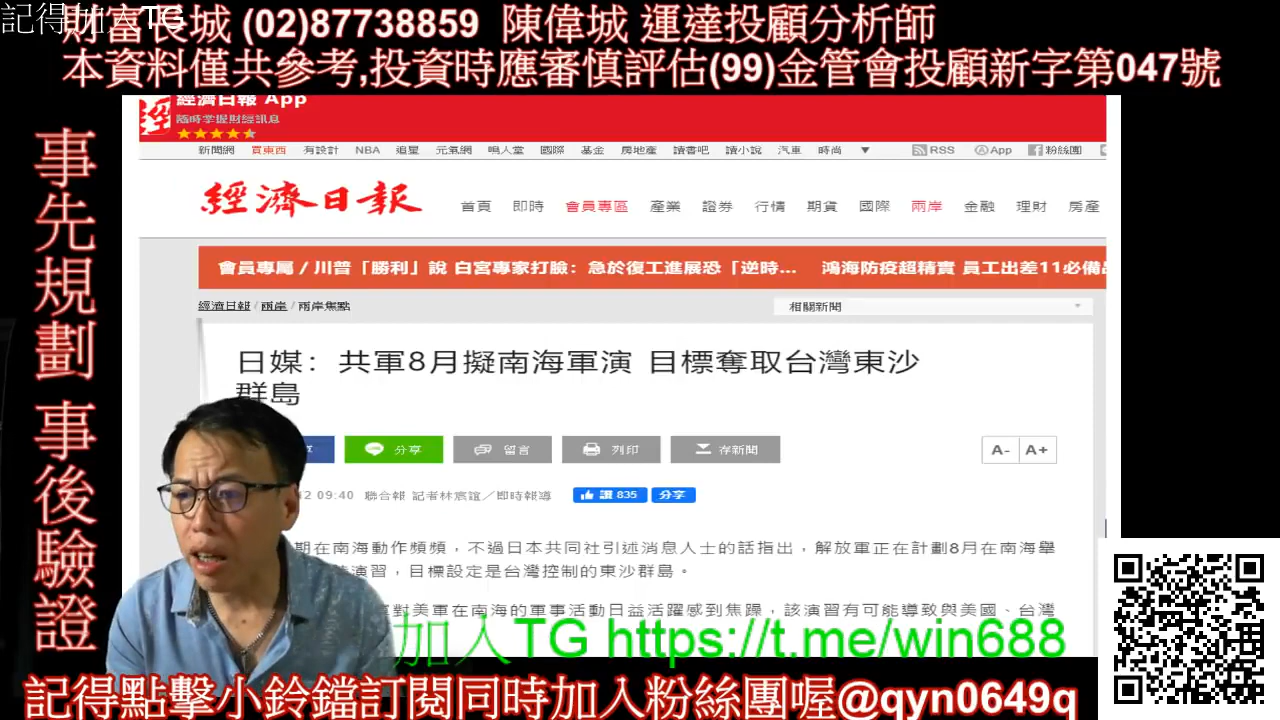 記得加入TG
財富長城 (02)87738859 陳偉城 運達投顧分析師
本資料僅共參考,投資時應審慎評估(99)金管會投顧新字第047號
事先規劃 事後驗證
經濟日報 App
隨時掌握財經訊息
新聞網 買東西 有設計 NBA 追星 元氣網 鳴人堂 國際 基金 房地產 讀書吧 讀小說 汽車 時尚 ▼ RSS App 粉絲團
經濟日報 首頁 即時 會員專區 產業 證券 行情 期貨 國際 兩岸 金融 理財 房產
會員專屬 / 川普「勝利」說 白宮專家打臉：急於復工進展恐「逆時... 鴻海防疫超精實 員工出差11必備
經濟日報 / 兩岸 / 兩岸焦點 相關新聞
日媒：共軍8月擬南海軍演 目標奪取台灣東沙
群島
分享 留言 列印 存新聞 A- A+
09:40 聯合報 記者林宸誼／即時報導 讚 835 分享
期在南海動作頻頻，不過日本共同社引述消息人士的話指出，解放軍正在計劃8月在南海舉
演習，目標設定是台灣控制的東沙群島。
對美軍在南海的軍事活動日益活躍感到焦躁，該演習有可能導致與美國、台灣
加入TG https://t.me/win688
記得點擊小鈴鐺訂閱同時加入粉絲團喔@qyn0649q